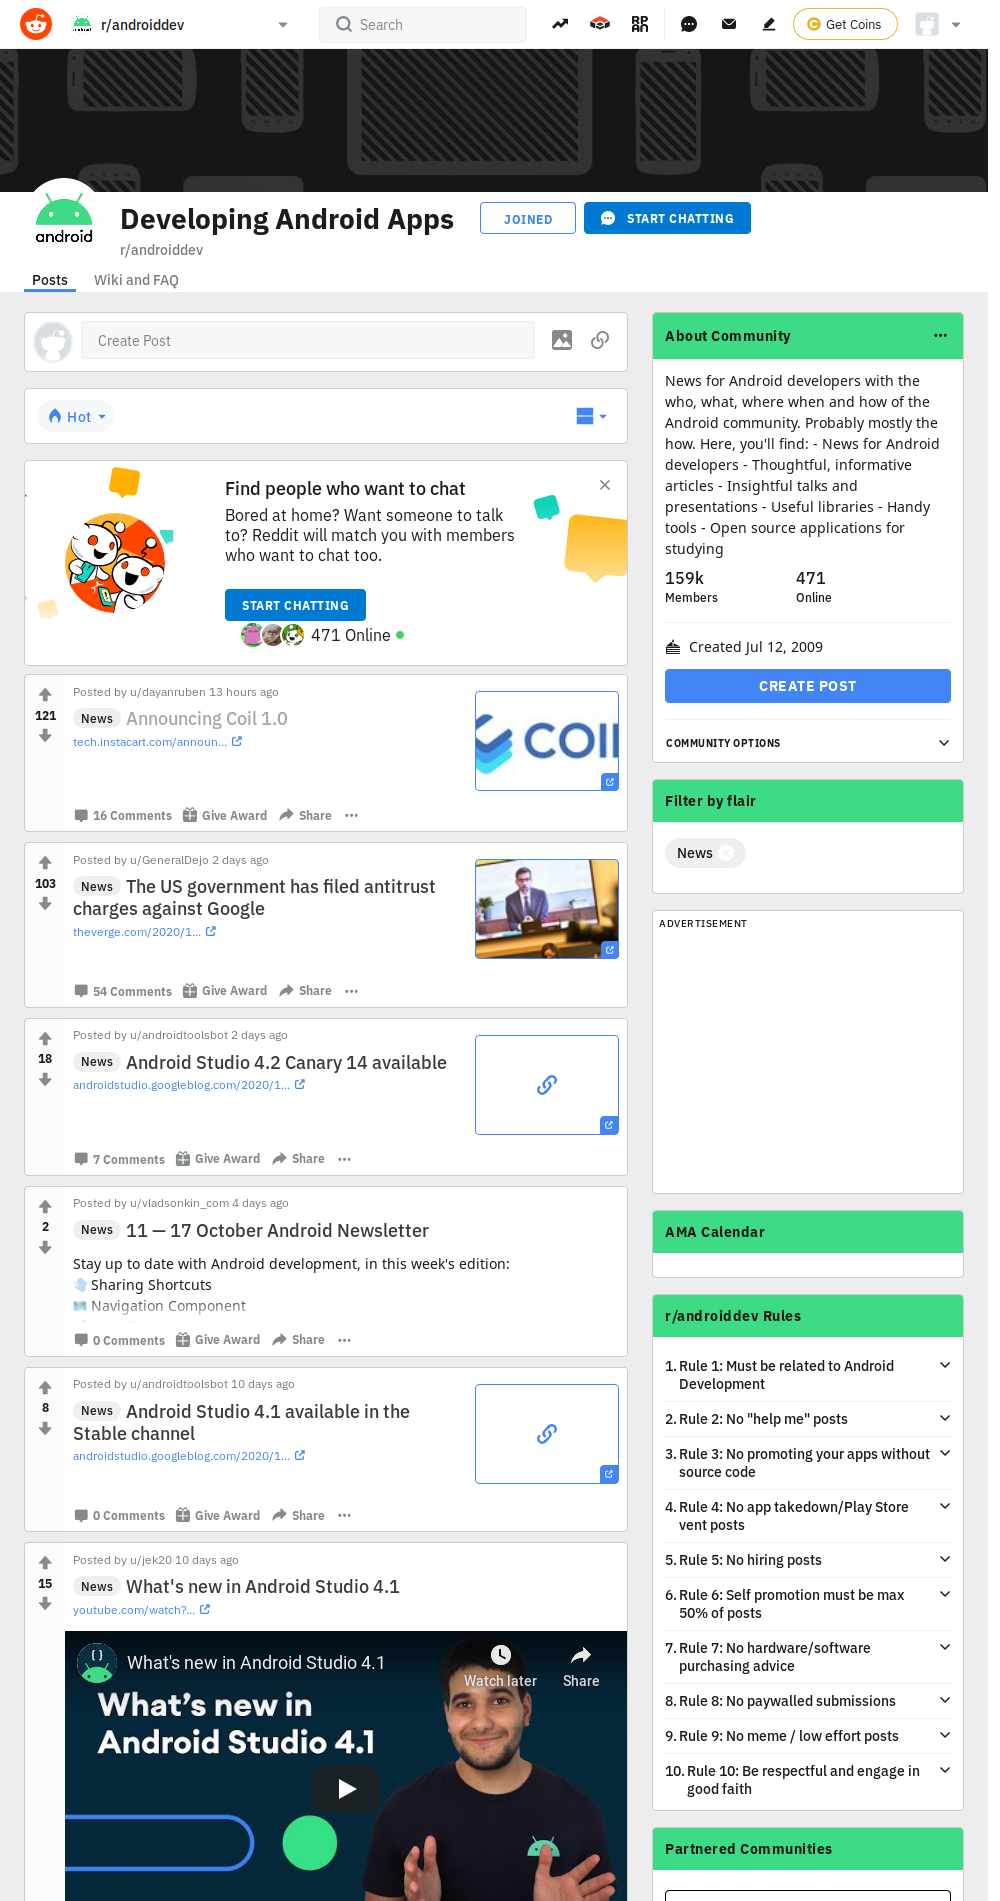 r/androiddev
Search
RPAN
Get Coins
android
Developing Android Apps
JOINED
START CHATTING
r/androiddev
Posts
Wiki and FAQ
Create Post
Hot
Find people who want to chat
Bored at home? Want someone to talk
to? Reddit will match you with members
who want to chat too.
START CHATTING
471 Online
121
Posted by u/dayanruben 13 hours ago
News Announcing Coil 1.0
tech.instacart.com/announ...
COIL
16 Comments Give Award Share
103
Posted by u/GeneralDejo 2 days ago
News The US government has filed antitrust
charges against Google
theverge.com/2020/1...
54 Comments Give Award Share
18
Posted by u/androidtoolsbot 2 days ago
News Android Studio 4.2 Canary 14 available
androidstudio.googleblog.com/2020/1...
7 Comments Give Award Share
2
Posted by u/vladsonkin_com 4 days ago
News 11 — 17 October Android Newsletter
Stay up to date with Android development, in this week's edition:
💨 Sharing Shortcuts
🗺 Navigation Component
0 Comments Give Award Share
8
Posted by u/androidtoolsbot 10 days ago
News Android Studio 4.1 available in the
Stable channel
androidstudio.googleblog.com/2020/1...
0 Comments Give Award Share
15
Posted by u/jek20 10 days ago
News What's new in Android Studio 4.1
youtube.com/watch?...
What's new in Android Studio 4.1
Watch later
Share
What's new in
Android Studio 4.1
About Community
News for Android developers with the
who, what, where when and how of the
Android community. Probably mostly the
how. Here, you'll find: - News for Android
developers - Thoughtful, informative
articles - Insightful talks and
presentations - Useful libraries - Handy
tools - Open source applications for
studying
159k 471
Members Online
Created Jul 12, 2009
CREATE POST
COMMUNITY OPTIONS
Filter by flair
News
ADVERTISEMENT
AMA Calendar
r/androiddev Rules
1. Rule 1: Must be related to Android
Development
2. Rule 2: No "help me" posts
3. Rule 3: No promoting your apps without
source code
4. Rule 4: No app takedown/Play Store
vent posts
5. Rule 5: No hiring posts
6. Rule 6: Self promotion must be max
50% of posts
7. Rule 7: No hardware/software
purchasing advice
8. Rule 8: No paywalled submissions
9. Rule 9: No meme / low effort posts
10. Rule 10: Be respectful and engage in
good faith
Partnered Communities